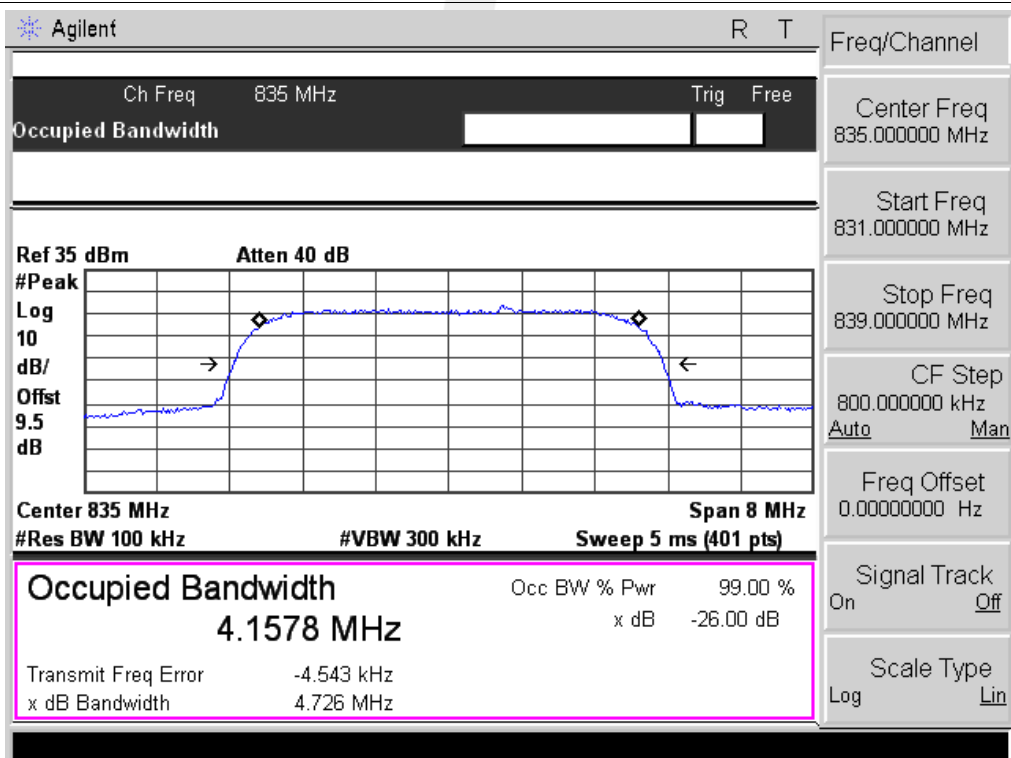 Agilent R T
Ch Freq 835 MHz Trig Free
Occupied Bandwidth
Ref 35 dBm Atten 40 dB
#Peak
Log
10
dB/
Offst
9.5
dB
Center 835 MHz Span 8 MHz
#Res BW 100 kHz #VBW 300 kHz Sweep 5 ms (401 pts)
Occupied Bandwidth
4.1578 MHz
Occ BW % Pwr 99.00 %
x dB -26.00 dB
Transmit Freq Error -4.543 kHz
x dB Bandwidth 4.726 MHz
Freq/Channel
Center Freq
835.000000 MHz
Start Freq
831.000000 MHz
Stop Freq
839.000000 MHz
CF Step
800.000000 kHz
Auto Man
Freq Offset
0.00000000 Hz
Signal Track
On Off
Scale Type
Log Lin